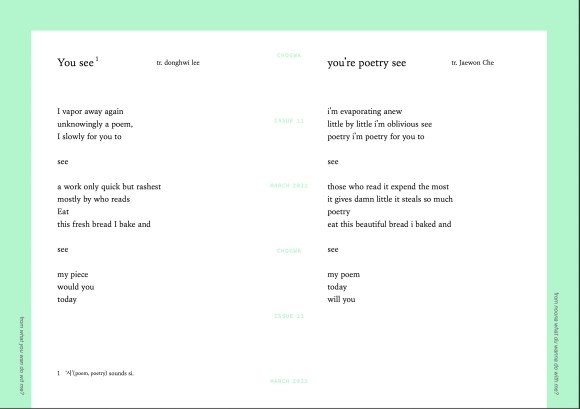 You see 1
tr. donghwi lee
I vapor away again
unknowingly a poem,
I slowly for you to
see
a work only quick but rashest
mostly by who reads
Eat
this fresh bread I bake and
see
my piece
would you
today
1 '시'(poem, poetry) sounds si.
from what you wan do wit me?
CHOGWA
ISSUE 12
MARCH 2022
CHOGWA
ISSUE 12
MARCH 2022
you're poetry see
tr. Jaewon Che
i'm evaporating anew
little by little i'm oblivious see
poetry i'm poetry for you to
see
those who read it expend the most
it gives damn little it steals so much
poetry
eat this beautiful bread i baked and
see
my poem
today
will you
from noona what do wanna do with me?